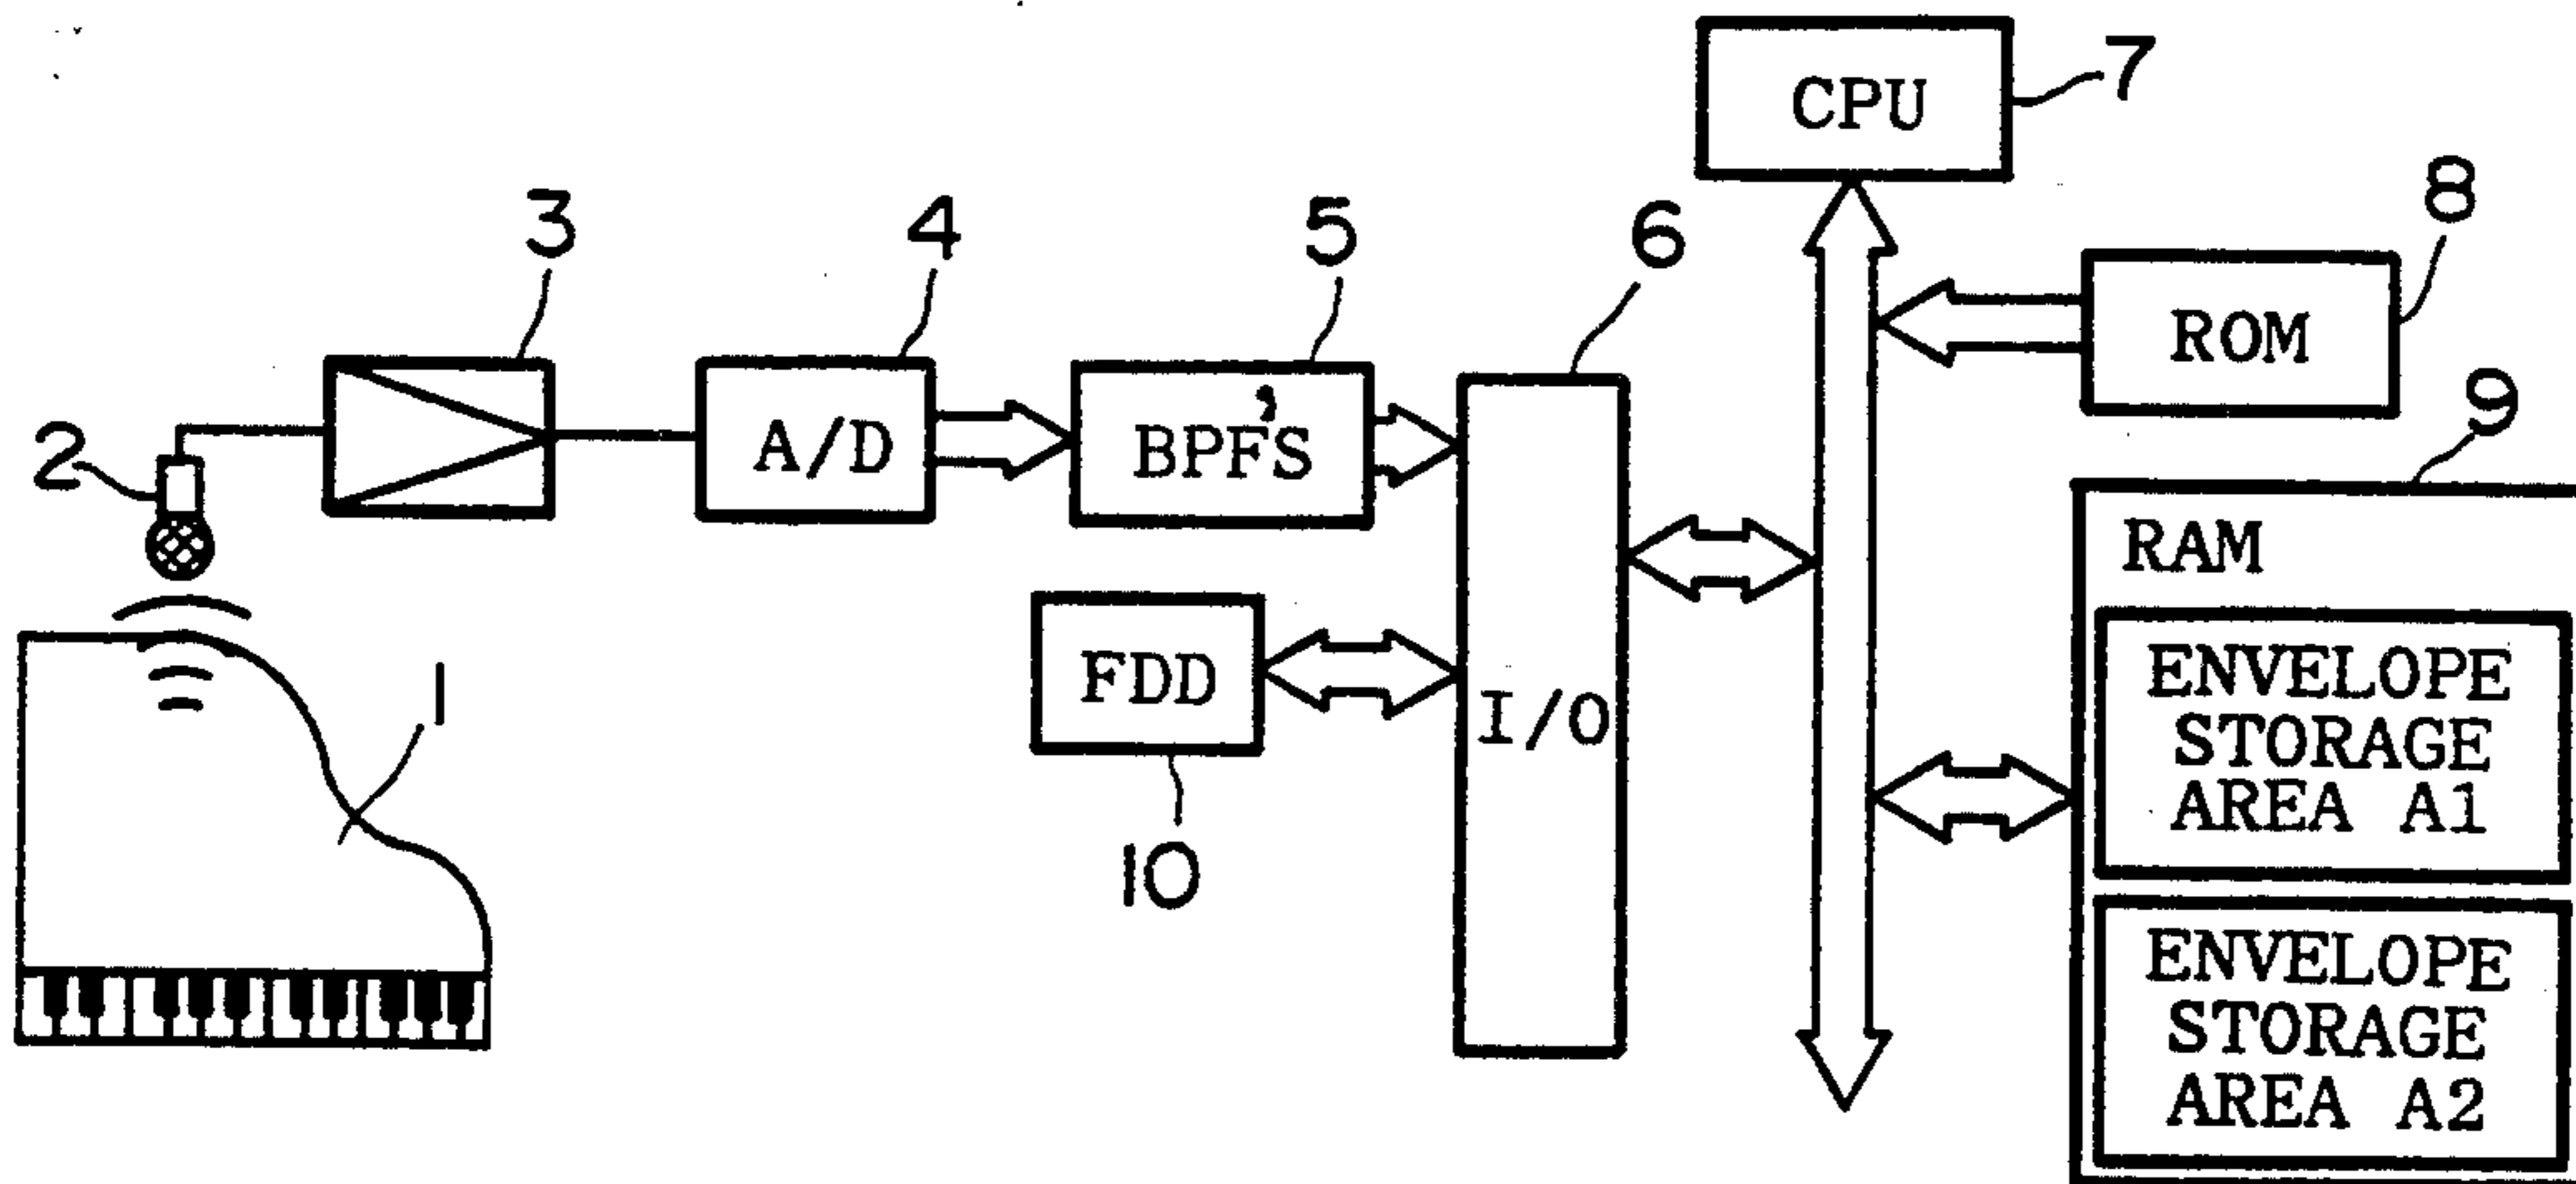 CPU
7
8
3
4
5
6
ROM
9
2
A/D
BPF'S
RAM
FDD
I/O
1
10
ENVELOPE
STORAGE
AREA A1
ENVELOPE
STORAGE
AREA A2